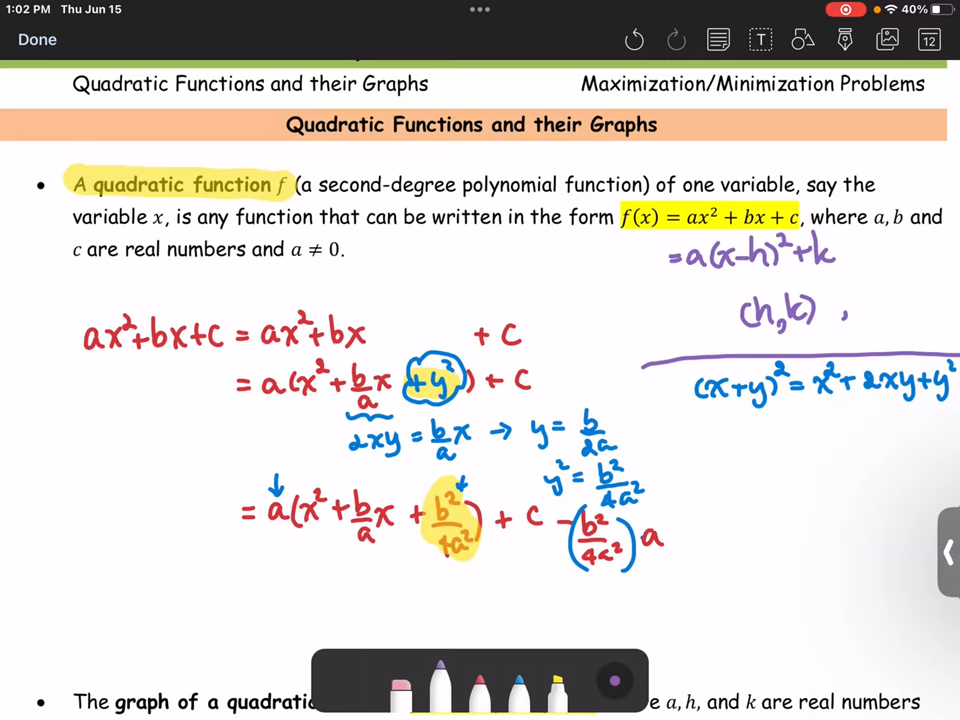 1:02 PM Thu Jun 15
40%
Done
T
12
Quadratic Functions and their Graphs
Maximization/Minimization Problems
Quadratic Functions and their Graphs
• A quadratic function f (a second-degree polynomial function) of one variable, say the
variable x, is any function that can be written in the form f(x) = ax² + bx + c, where a, b and
c are real numbers and a ≠ 0.
= a(x-h)² + k
(h, k) ,
ax² + bx + c = ax² + bx + c
= a(x² + b/a x + y²) + c
(x+y)² = x² + 2xy + y²
2xy = b/a x → y = b/2a
y² = b²/4a²
= a(x² + b/a x + b²/4a²) + c - (b²/4a²) a
• The graph of a quadrati
e a, h, and k are real numbers